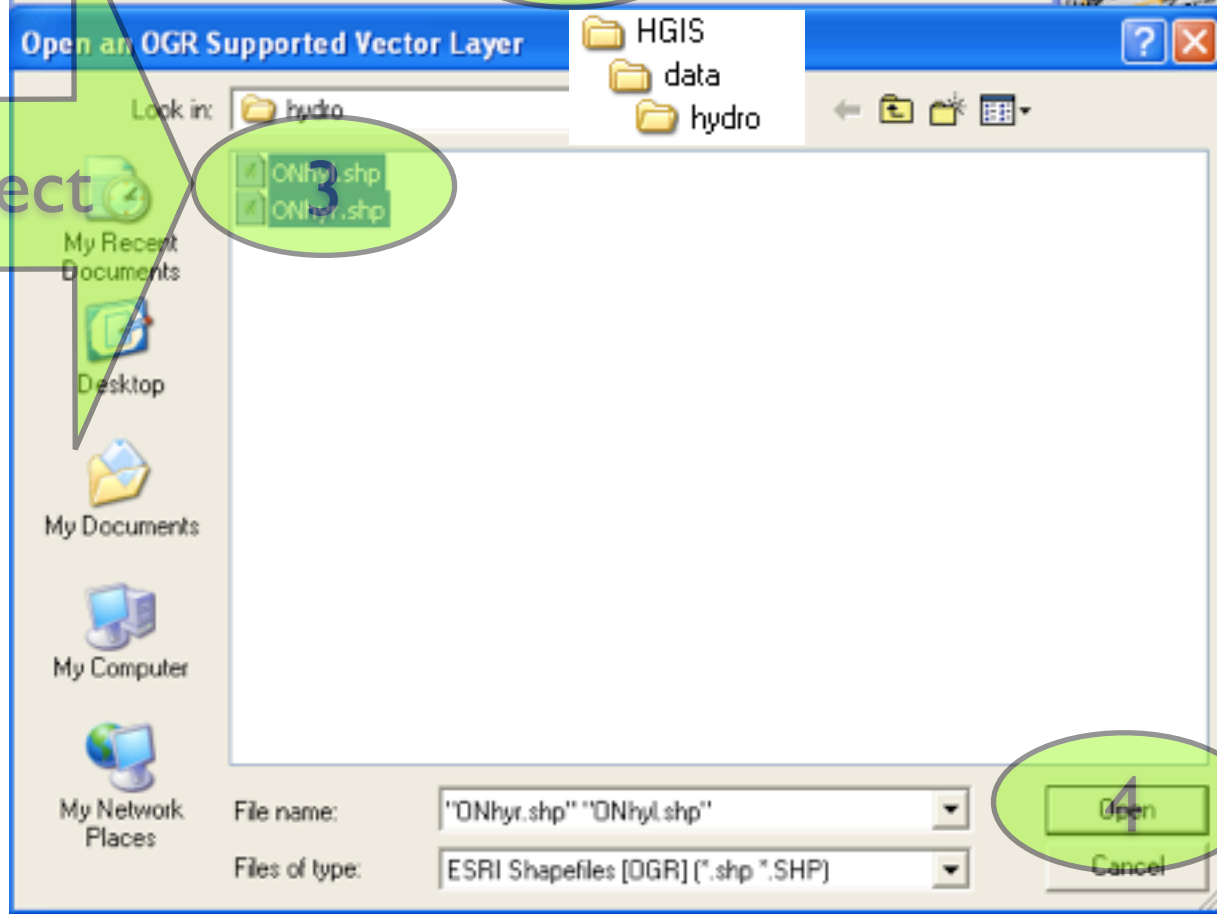 Open an OGR Supported Vector Layer
HGIS
data
hydro
Look in: hydro
ect
3
ONhyl.shp
ONhyr.shp
My Recent
Documents
Desktop
My Documents
My Computer
My Network
Places
File name: "ONhyr.shp" "ONhyl.shp"
4
Open
Files of type: ESRI Shapefiles [OGR] (*.shp *.SHP)
Cancel